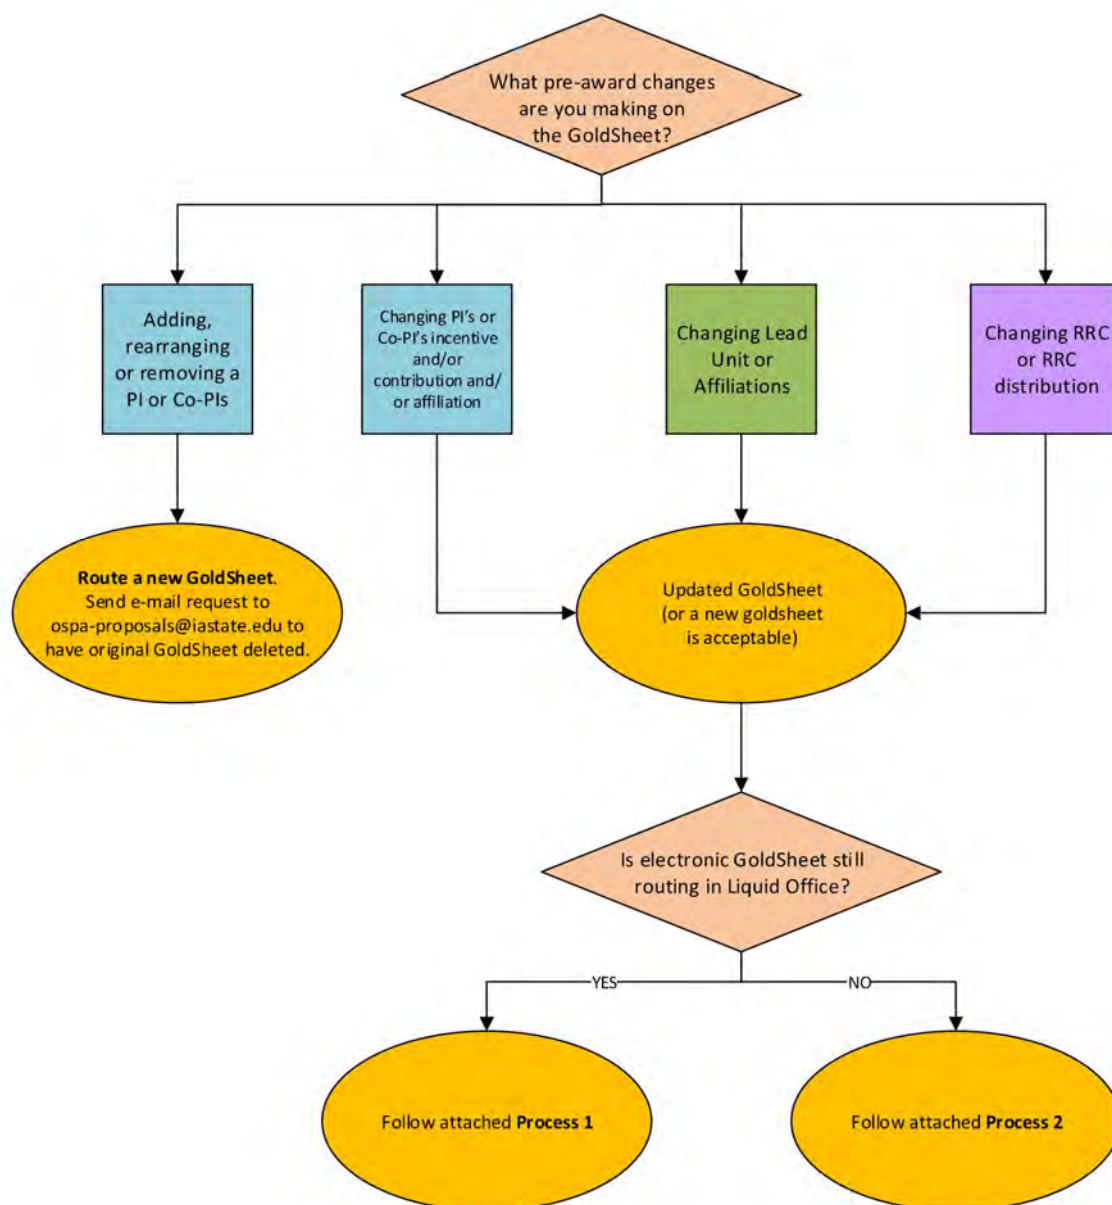 What pre-award changes
are you making on
the GoldSheet?
Adding,
rearranging
or removing a
PI or Co-PIs
Changing PI's or
Co-PI's incentive
and/or
contribution and/
or affiliation
Changing Lead
Unit or
Affiliations
Changing RRC
or RRC
distribution
Route a new GoldSheet.
Send e-mail request to
ospa-proposals@iastate.edu to
have original GoldSheet deleted.
Updated GoldSheet
(or a new goldsheet
is acceptable)
Is electronic GoldSheet still
routing in Liquid Office?
YES
NO
Follow attached Process 1
Follow attached Process 2